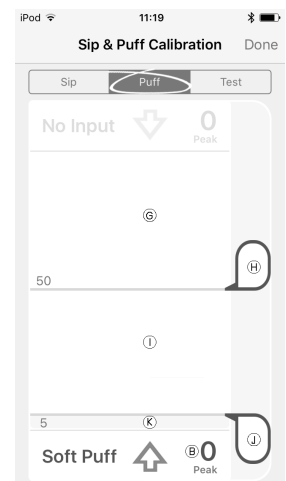 iPod 11:19
Sip & Puff Calibration Done
Sip Puff Test
No Input 0
Peak
G
H
50
I
5 K J
Soft Puff B 0
Peak